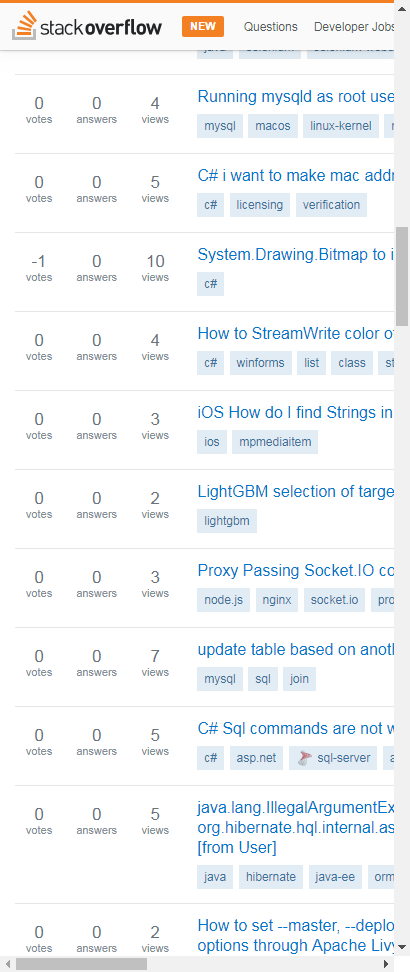 stackoverflow NEW Questions Developer Jobs
0 0 4 Running mysqld as root use
votes answers views
mysql macos linux-kernel
0 0 5 C# i want to make mac addr
votes answers views
c# licensing verification
-1 0 10 System.Drawing.Bitmap to i
votes answers views
c#
0 0 4 How to StreamWrite color of
votes answers views
c# winforms list class st
0 0 3 iOS How do I find Strings in
votes answers views
ios mpmediaitem
0 0 2 LightGBM selection of targe
votes answers views
lightgbm
0 0 3 Proxy Passing Socket.IO co
votes answers views
node.js nginx socket.io pro
0 0 7 update table based on anoth
votes answers views
mysql sql join
0 0 5 C# Sql commands are not w
votes answers views
c# asp.net sql-server a
0 0 5 java.lang.IllegalArgumentEx
votes answers views org.hibernate.hql.internal.as
[from User]
java hibernate java-ee orm
0 0 2 How to set --master, --deplo
votes answers views options through Apache Livy